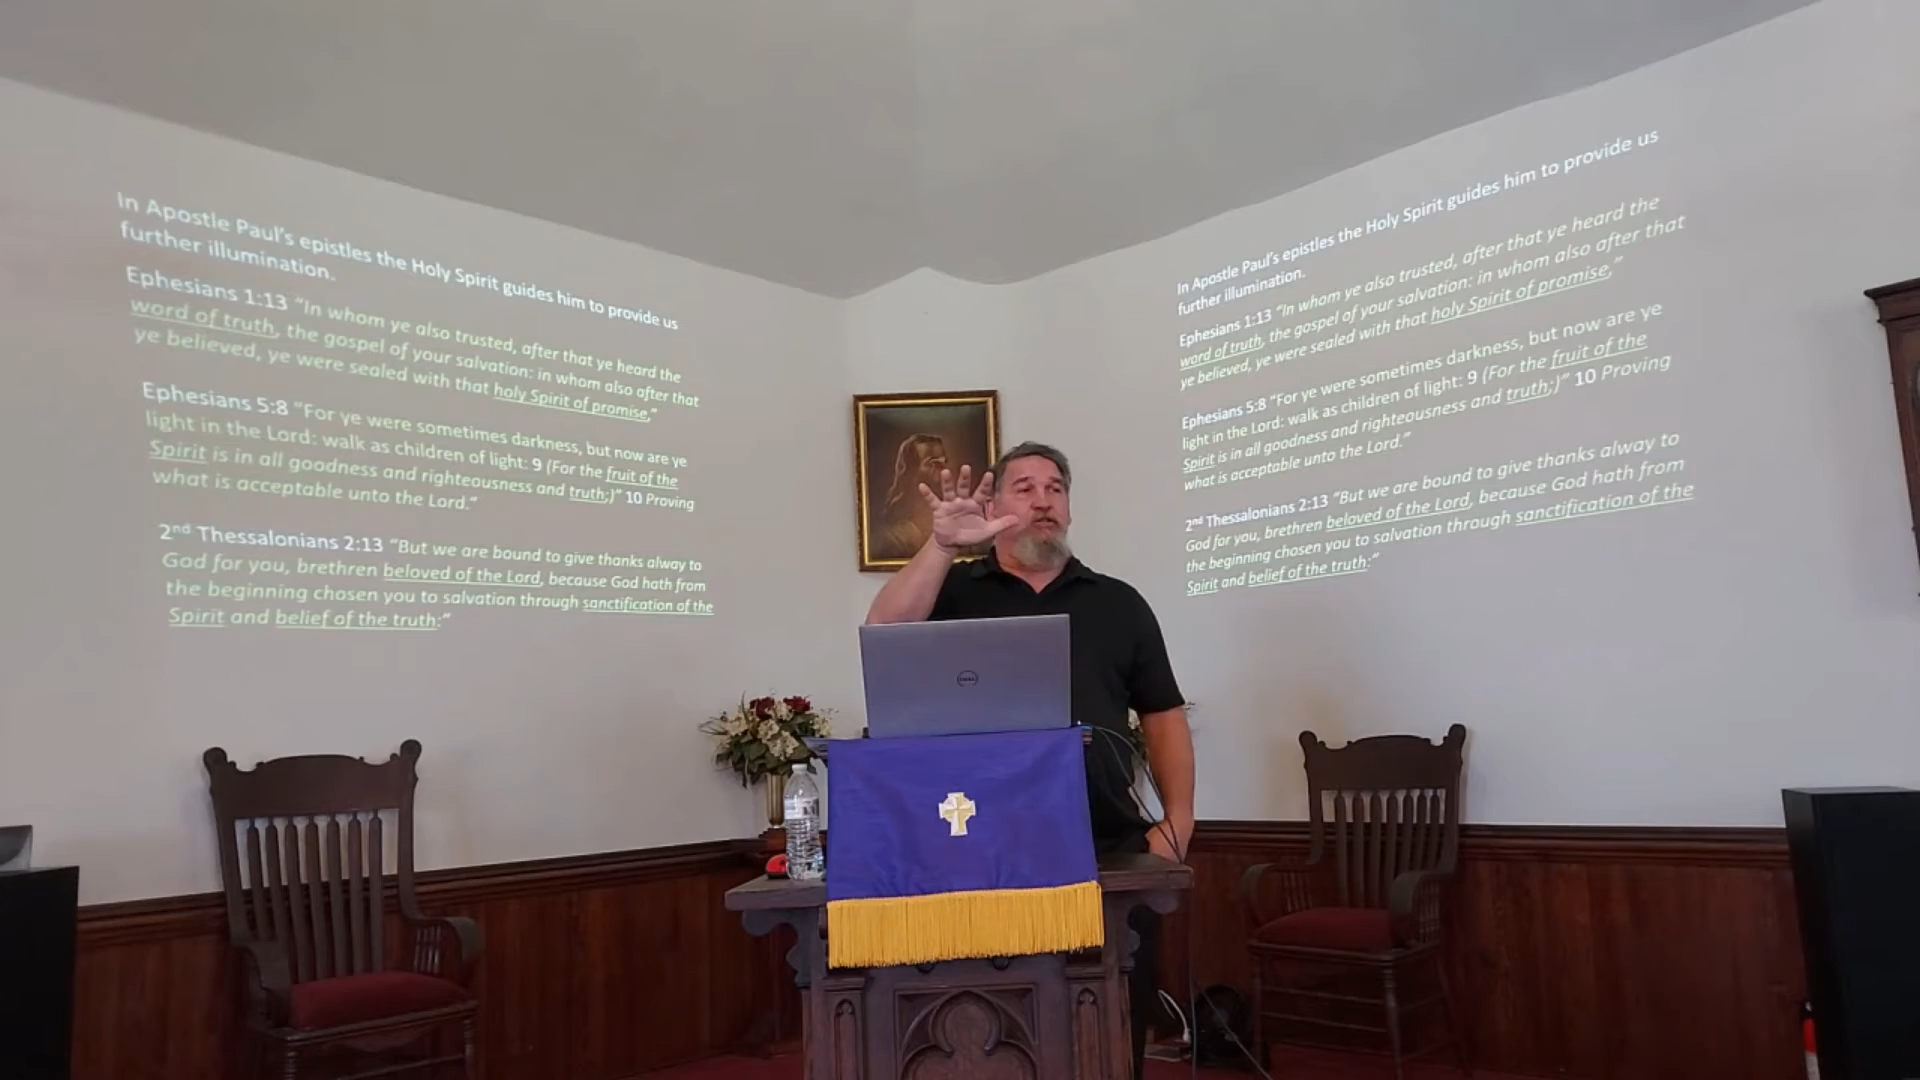 In Apostle Paul's epistles the Holy Spirit guides him to provide us
further illumination.
Ephesians 1:13 "In whom ye also trusted, after that ye heard the
word of truth, the gospel of your salvation: in whom also after that
ye believed, ye were sealed with that holy Spirit of promise,"
Ephesians 5:8 "For ye were sometimes darkness, but now are ye
light in the Lord: walk as children of light: 9 (For the fruit of the
Spirit is in all goodness and righteousness and truth;)" 10 Proving
what is acceptable unto the Lord."
2nd Thessalonians 2:13 "But we are bound to give thanks alway to
God for you, brethren beloved of the Lord, because God hath from
the beginning chosen you to salvation through sanctification of the
Spirit and belief of the truth:"
In Apostle Paul's epistles the Holy Spirit guides him to provide us
further illumination.
Ephesians 1:13 "In whom ye also trusted, after that ye heard the
word of truth, the gospel of your salvation: in whom also after that
ye believed, ye were sealed with that holy Spirit of promise,"
Ephesians 5:8 "For ye were sometimes darkness, but now are ye
light in the Lord: walk as children of light: 9 (For the fruit of the
Spirit is in all goodness and righteousness and truth;)" 10 Proving
what is acceptable unto the Lord."
2nd Thessalonians 2:13 "But we are bound to give thanks alway to
God for you, brethren beloved of the Lord, because God hath from
the beginning chosen you to salvation through sanctification of the
Spirit and belief of the truth:"
DELL